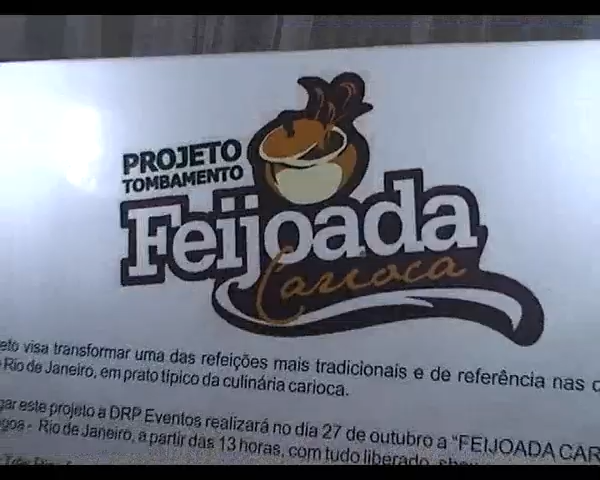 PROJETO
TOMBAMENTO
Feijoada
Carioca
eto visa transformar uma das refeições mais tradicionais e de referência nas
Rio de Janeiro, em prato típico da culinária carioca.
gar este projeto a DRP Eventos realizará no dia 27 de outubro a "FEIJOADA CAR
goa - Rio de Janeiro, a partir das 13 horas, com tudo liberado,